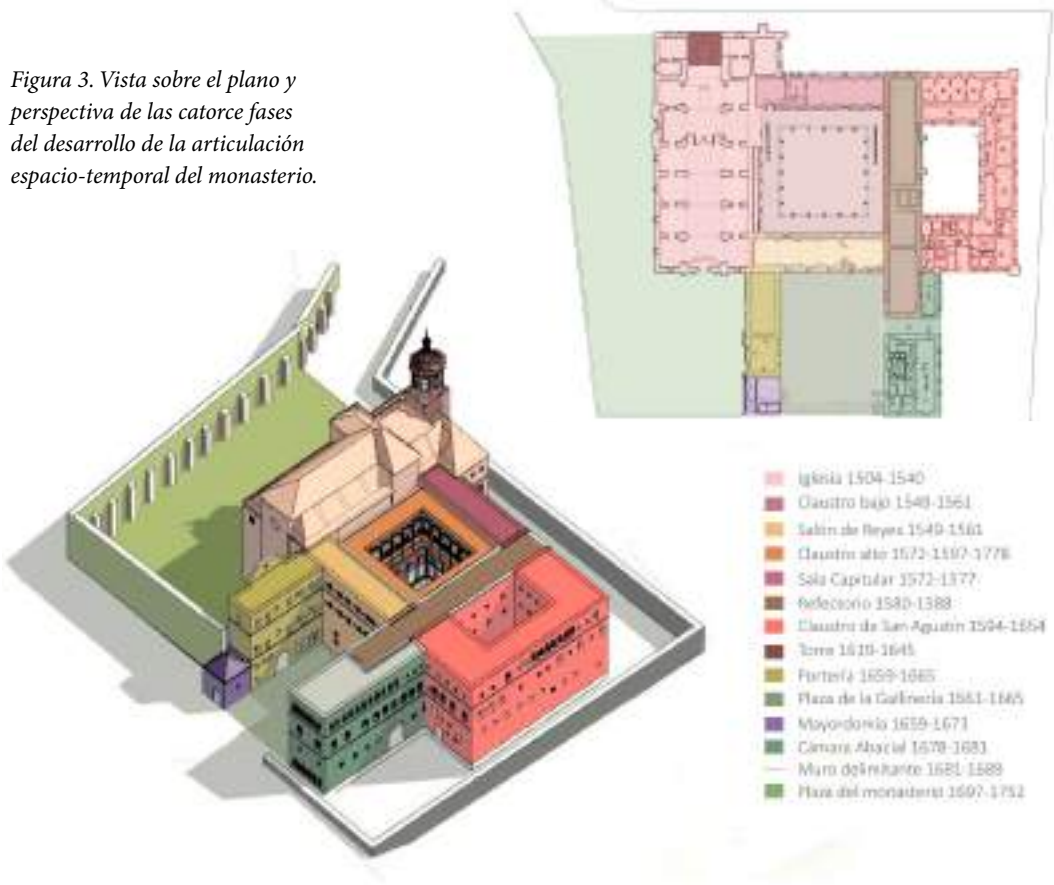 Figura 3. Vista sobre el plano y
perspectiva de las catorce fases
del desarrollo de la articulación
espacio-temporal del monasterio.
Iglesia 1504-1540
Claustro bajo 1549-1561
Salón de Reyes 1549-1561
Claustro alto 1572-1597-1778
Sala Capitular 1572-1577
Refectorio 1580-1588
Claustro de San Agustín 1594-1654
Torre 1619-1645
Portería 1659-1665
Plaza de la Gallinería 1661-1665
Mayordomía 1659-1673
Cámara Abacial 1678-1681
Muro delimitante 1681-1689
Plaza del monasterio 1697-1752